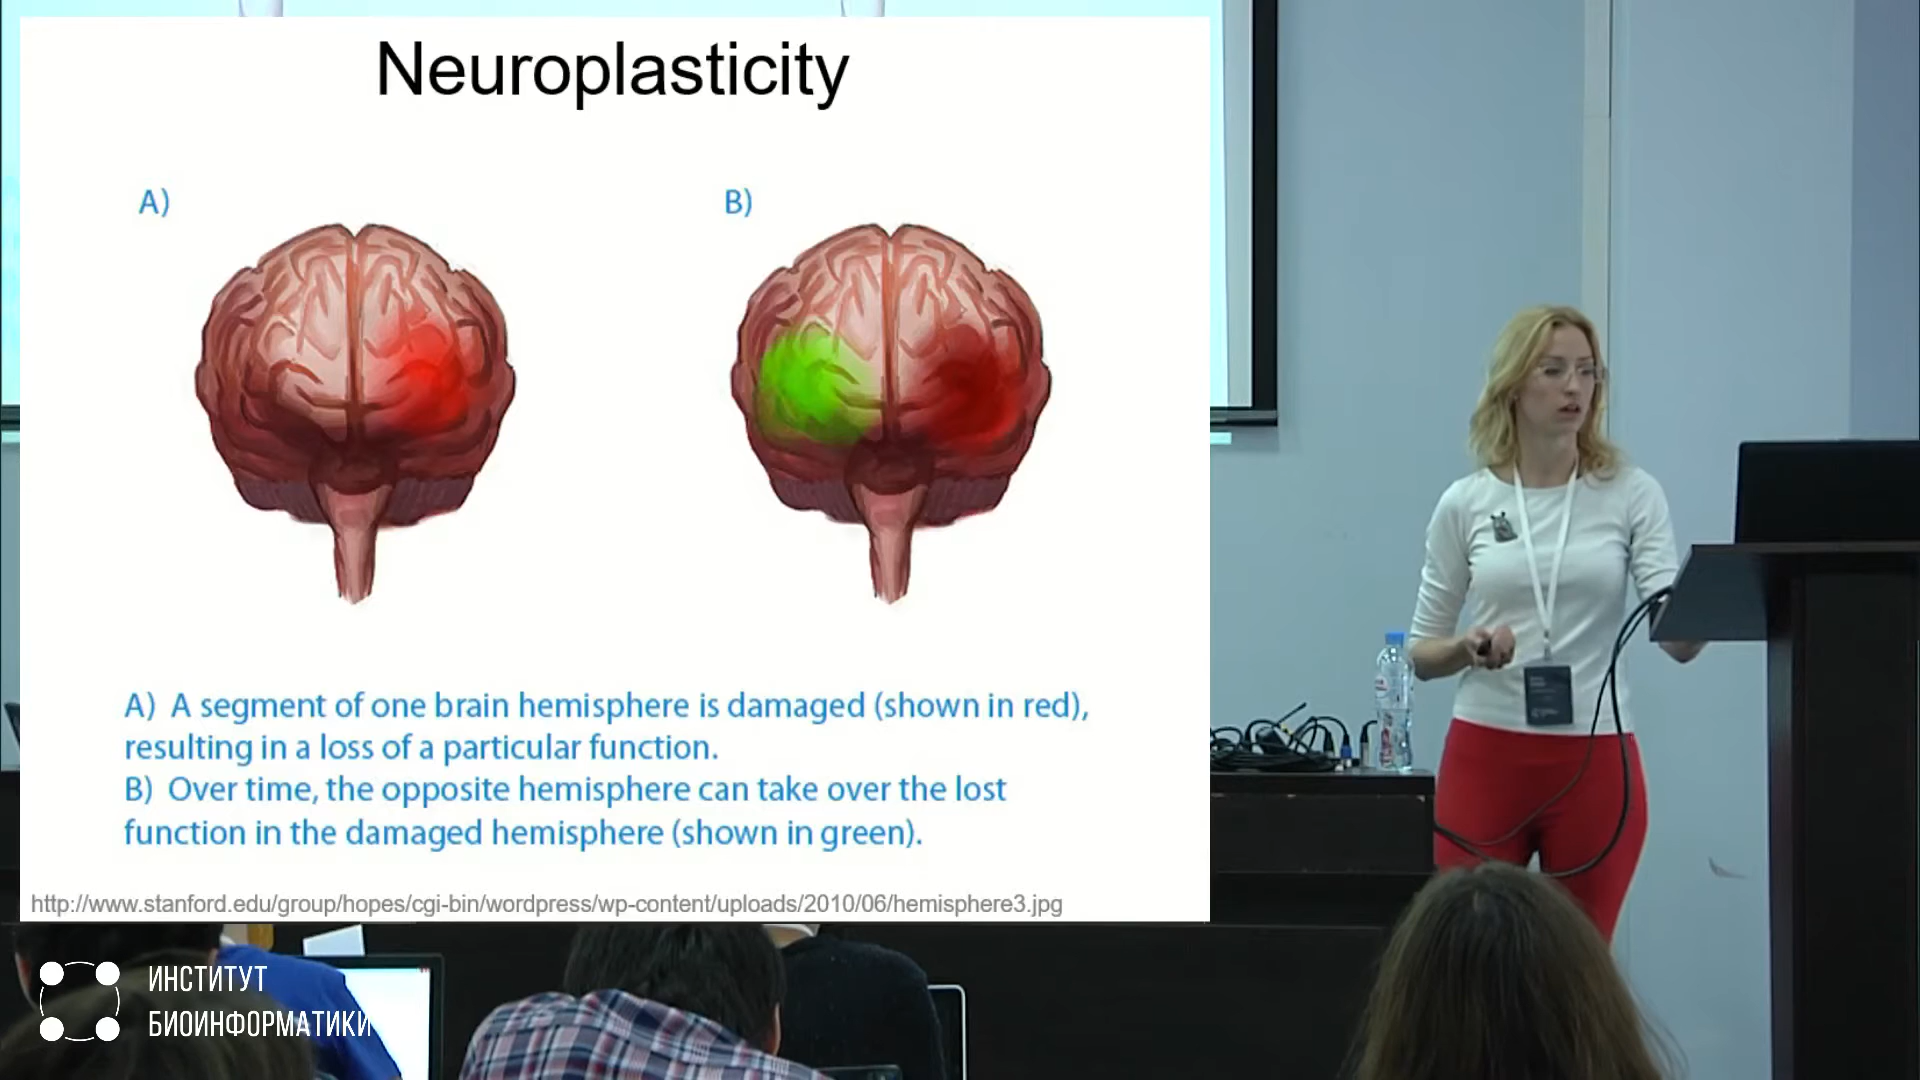 Neuroplasticity
A)
B)
A) A segment of one brain hemisphere is damaged (shown in red),
resulting in a loss of a particular function.
B) Over time, the opposite hemisphere can take over the lost
function in the damaged hemisphere (shown in green).
http://www.stanford.edu/group/hopes/cgi-bin/wordpress/wp-content/uploads/2010/06/hemisphere3.jpg
ИНСТИТУТ
БИОИНФОРМАТИКИ